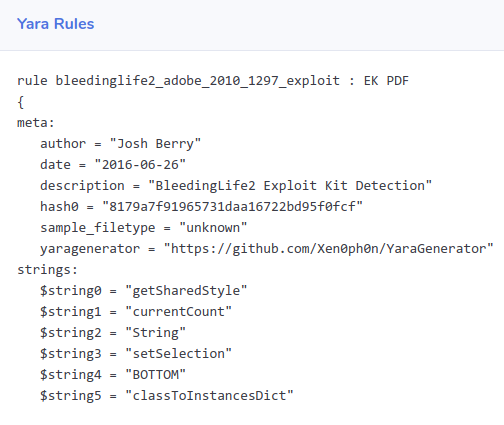 Yara Rules
rule bleedinglife2_adobe_2010_1297_exploit : EK PDF
{
meta:
author = "Josh Berry"
date = "2016-06-26"
description = "BleedingLife2 Exploit Kit Detection"
hash0 = "8179a7f91965731daa16722bd95f0fcf"
sample_filetype = "unknown"
yaragenerator = "https://github.com/Xen0ph0n/YaraGenerator"
strings:
$string0 = "getSharedStyle"
$string1 = "currentCount"
$string2 = "String"
$string3 = "setSelection"
$string4 = "BOTTOM"
$string5 = "classToInstancesDict"